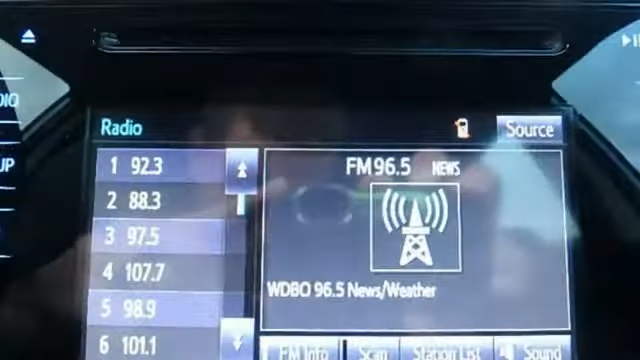 Radio
Source
1 92.3
2 88.3
3 97.5
4 107.7
5 98.9
6 101.1
FM 96.5 NEWS
WDBO 96.5 News/Weather
FM Info
Scan
Station List
Sound